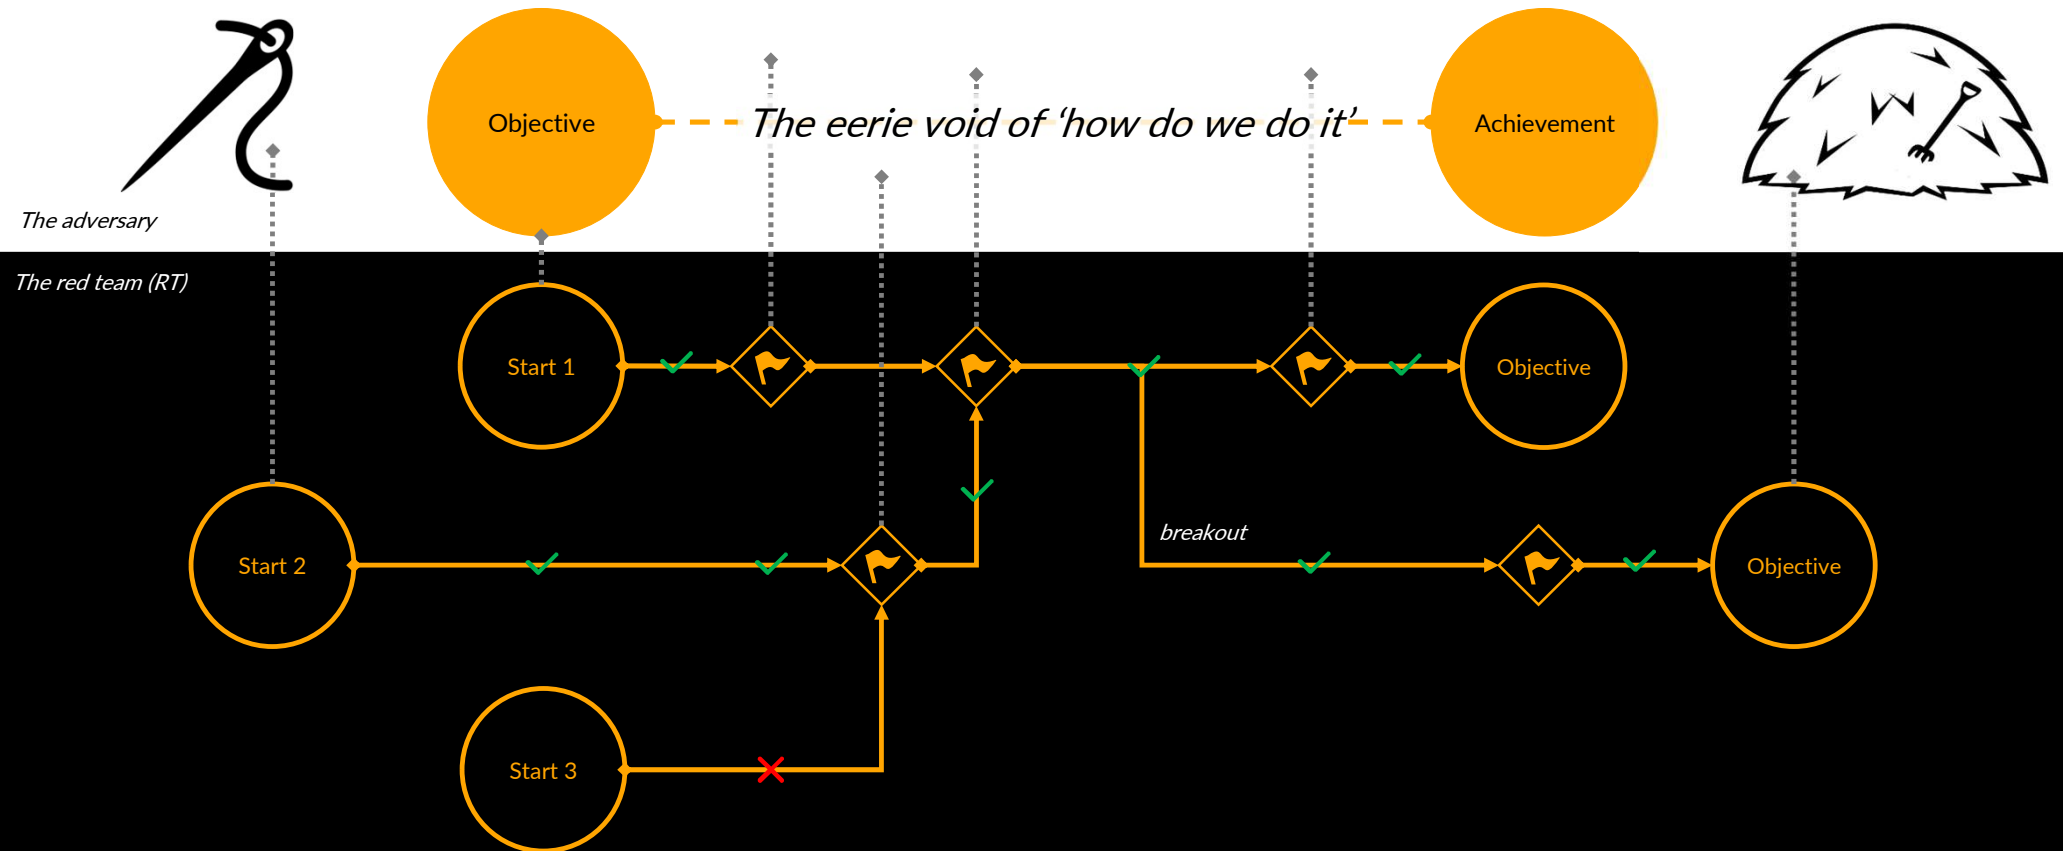 Objective
The eerie void of ‘how do we do it’
Achievement
The adversary
The red team (RT)
Start 1
Objective
breakout
Start 2
Objective
Start 3